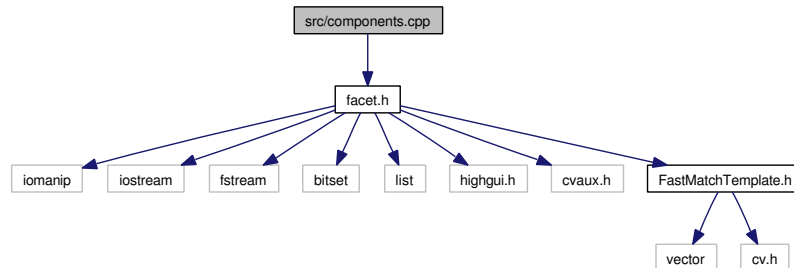 src/components.cpp
facet.h
iomanip
iostream
fstream
bitset
list
highgui.h
cvaux.h
FastMatchTemplate.h
vector
cv.h